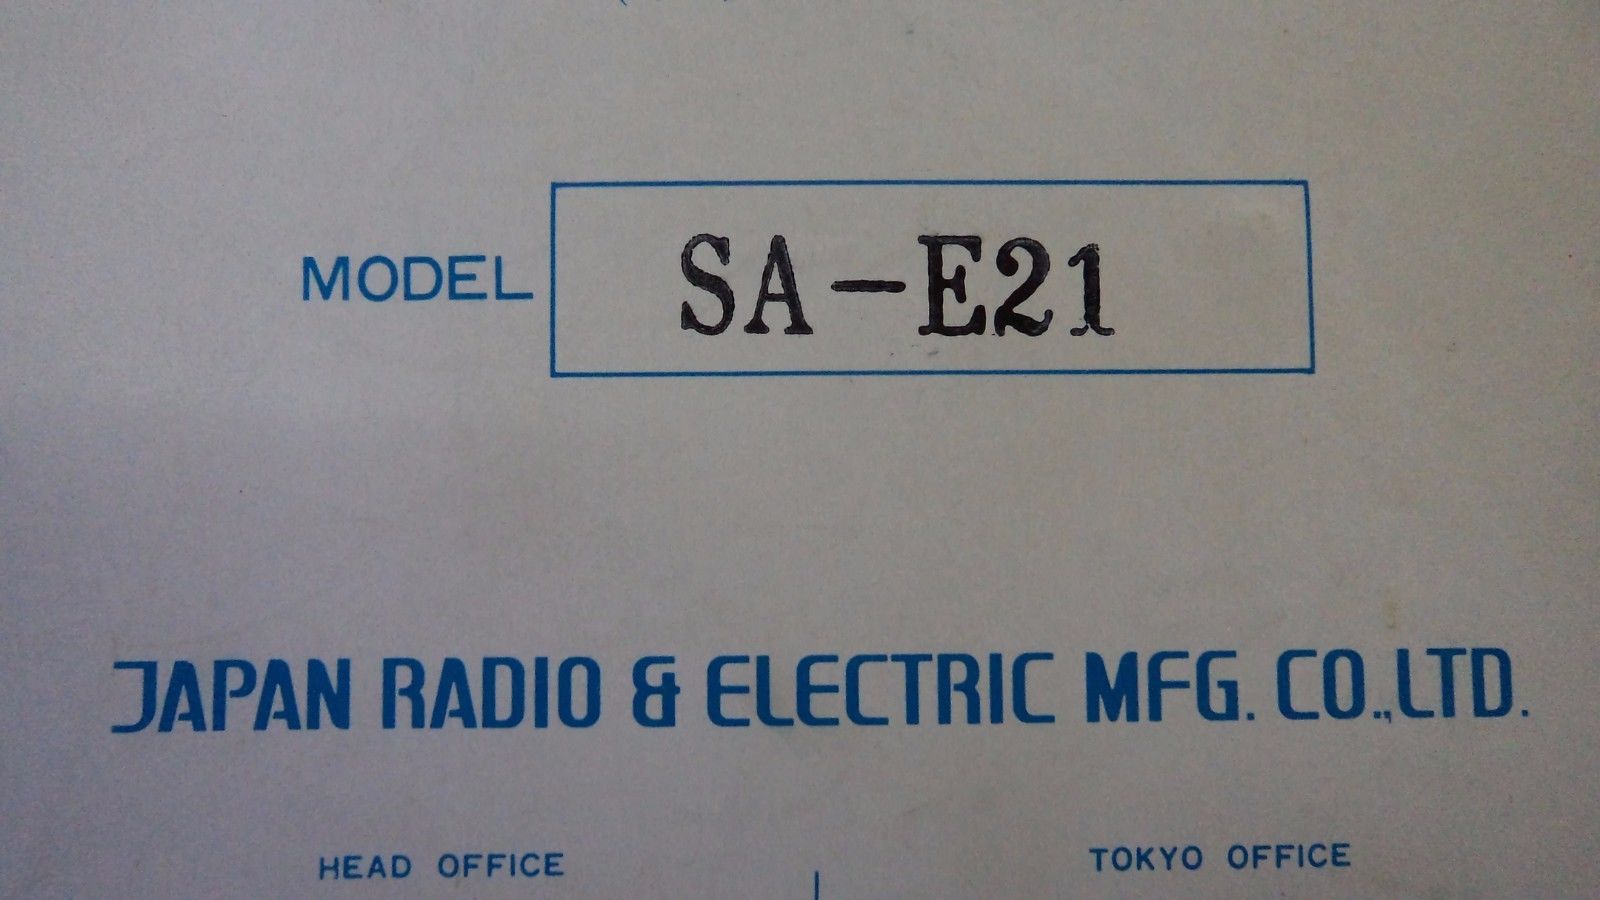 MODEL SA-E21
JAPAN RADIO & ELECTRIC MFG. CO.,LTD.
HEAD OFFICE TOKYO OFFICE